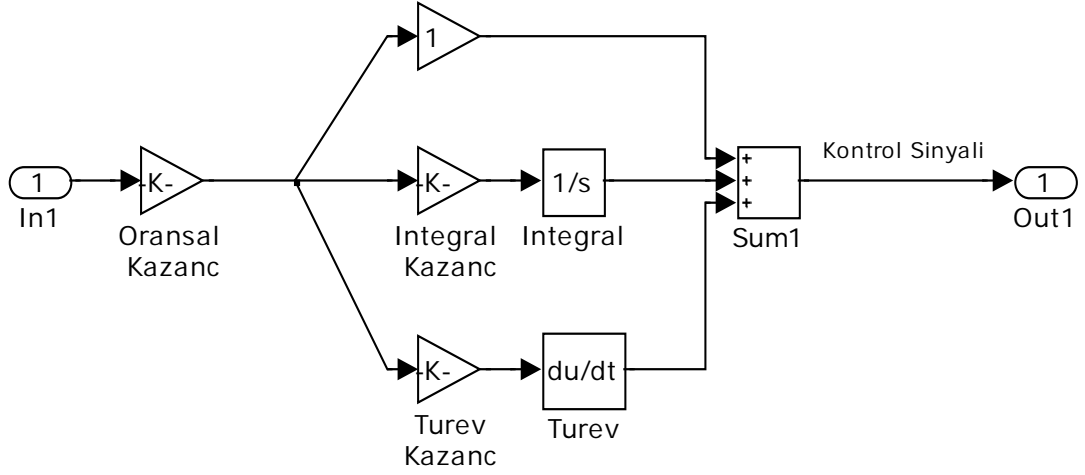 1
-K-
1
In1
Oransal
Kazanc
-K-
1/s
Integral
Kazanc
Integral
-K-
du/dt
Turev
Kazanc
Turev
+
+
+
Sum1
Kontrol Sinyali
1
Out1